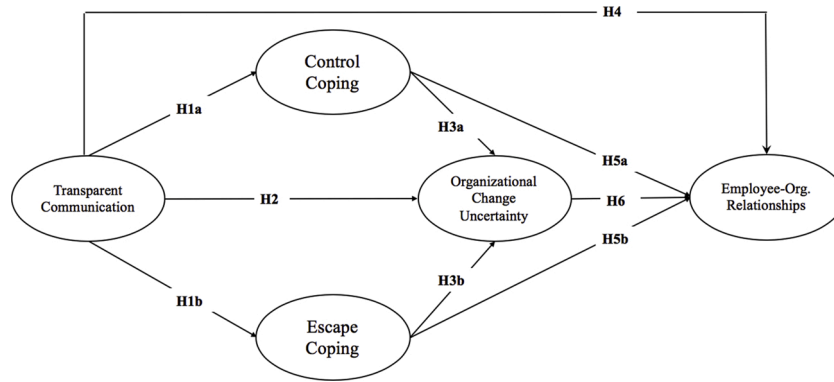 H4
Control
Coping
H1a
H3a
H5a
Transparent
Communication
H2
Organizational
Change
Uncertainty
H6
Employee-Org.
Relationships
H5b
H3b
H1b
Escape
Coping